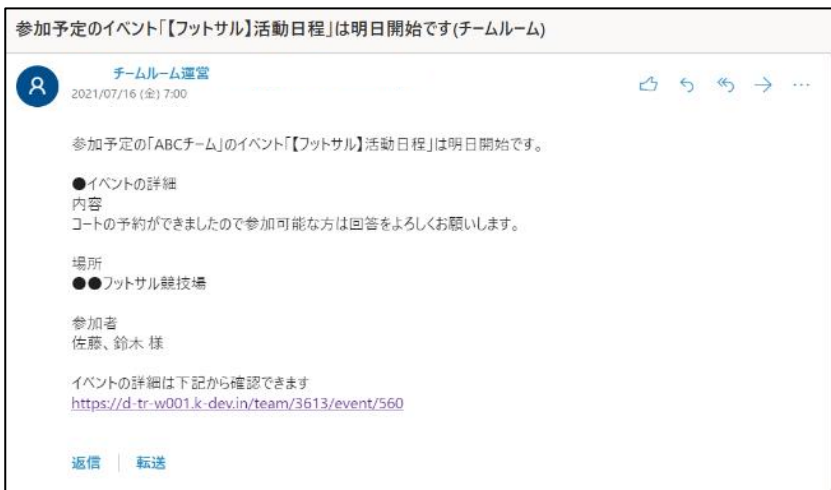 参加予定のイベント「【フットサル】活動日程」は明日開始です(チームルーム)
チームルーム運営
2021/07/16 (金) 7:00
参加予定の「ABCチーム」のイベント「【フットサル】活動日程」は明日開始です。
●イベントの詳細
内容
コートの予約ができましたので参加可能な方は回答をよろしくお願いします。
場所
●●フットサル競技場
参加者
佐藤、鈴木 様
イベントの詳細は下記から確認できます
https://d-tr-w001.k-dev.in/team/3613/event/560
返信 | 転送